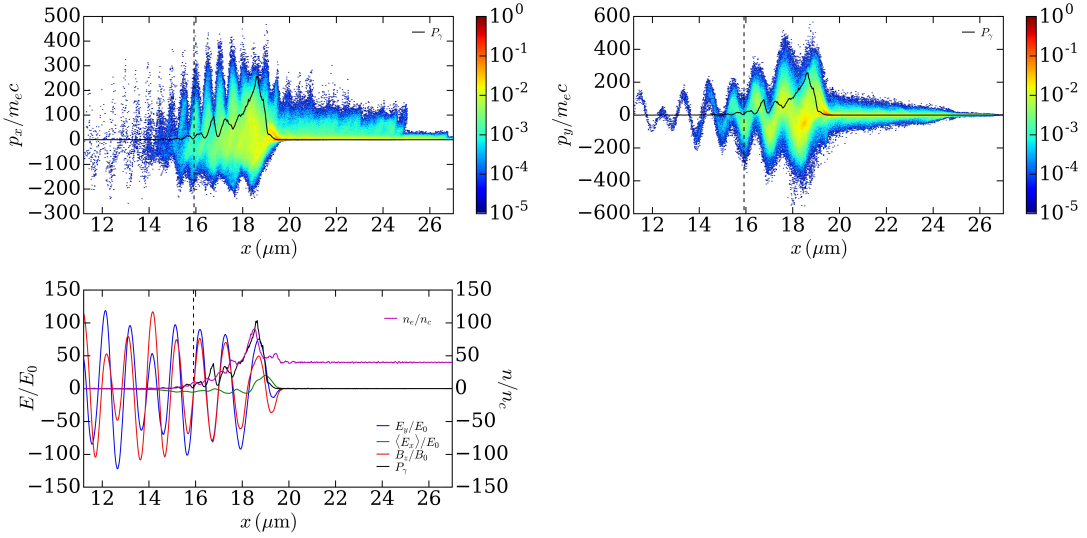 500
400
300
200
100
0
−100
−200
−300
p_x/m_e c
12 14 16 18 20 22 24 26
x (μm)
P_γ
10^0
10^-1
10^-2
10^-3
10^-4
10^-5
600
400
200
0
−200
−400
−600
p_y/m_e c
12 14 16 18 20 22 24 26
x (μm)
P_γ
10^0
10^-1
10^-2
10^-3
10^-4
10^-5
150
100
50
0
−50
−100
−150
E/E_0
12 14 16 18 20 22 24 26
x (μm)
n_e/n_c
E_y/E_0
⟨E_x⟩/E_0
B_z/B_0
P_γ
150
100
50
0
−50
−100
−150
n/n_c